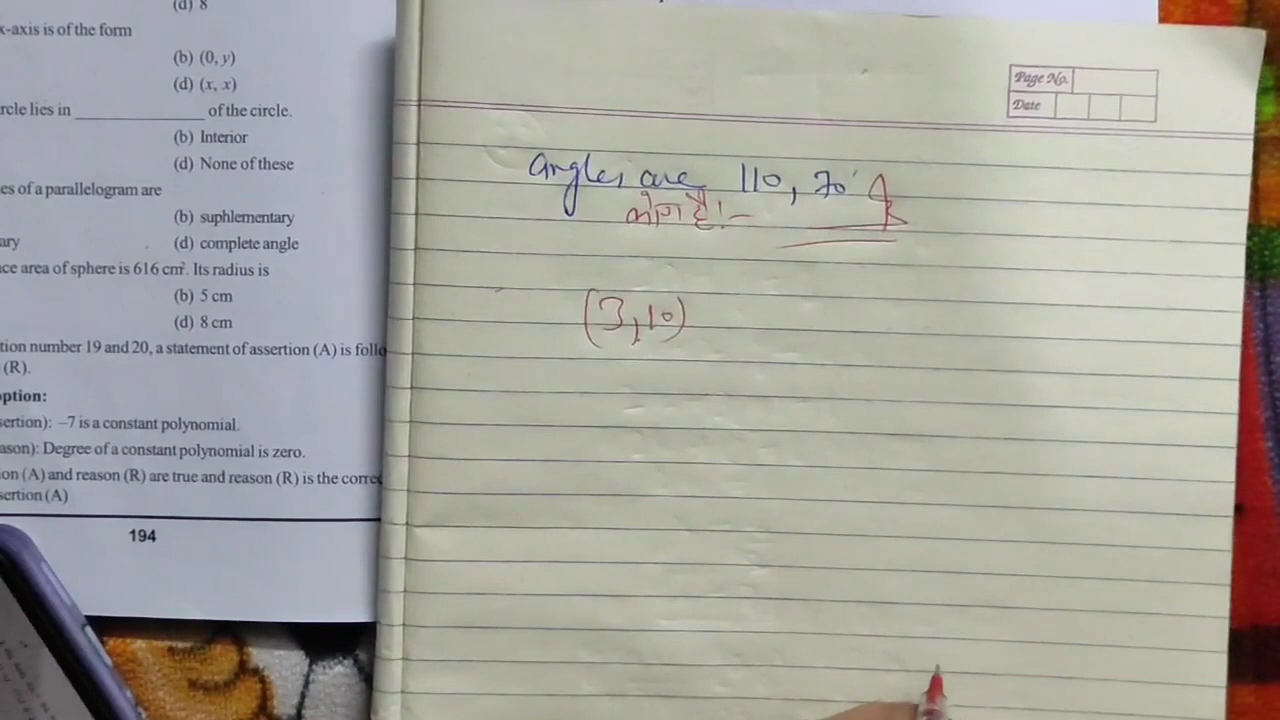 (d) 8
x-axis is of the form
(b) (0, y)
(d) (x, x)
rcle lies in ____________ of the circle.
(b) Interior
(d) None of these
es of a parallelogram are
(b) suphlementary
ary (d) complete angle
ce area of sphere is 616 cm². Its radius is
(b) 5 cm
(d) 8 cm
tion number 19 and 20, a statement of assertion (A) is follo
(R).
option:
sertion): −7 is a constant polynomial.
ason): Degree of a constant polynomial is zero.
on (A) and reason (R) are true and reason (R) is the corre
sertion (A)
194
Page No.
Date
angles are 110, 70°
कोण है :-
(3,10)